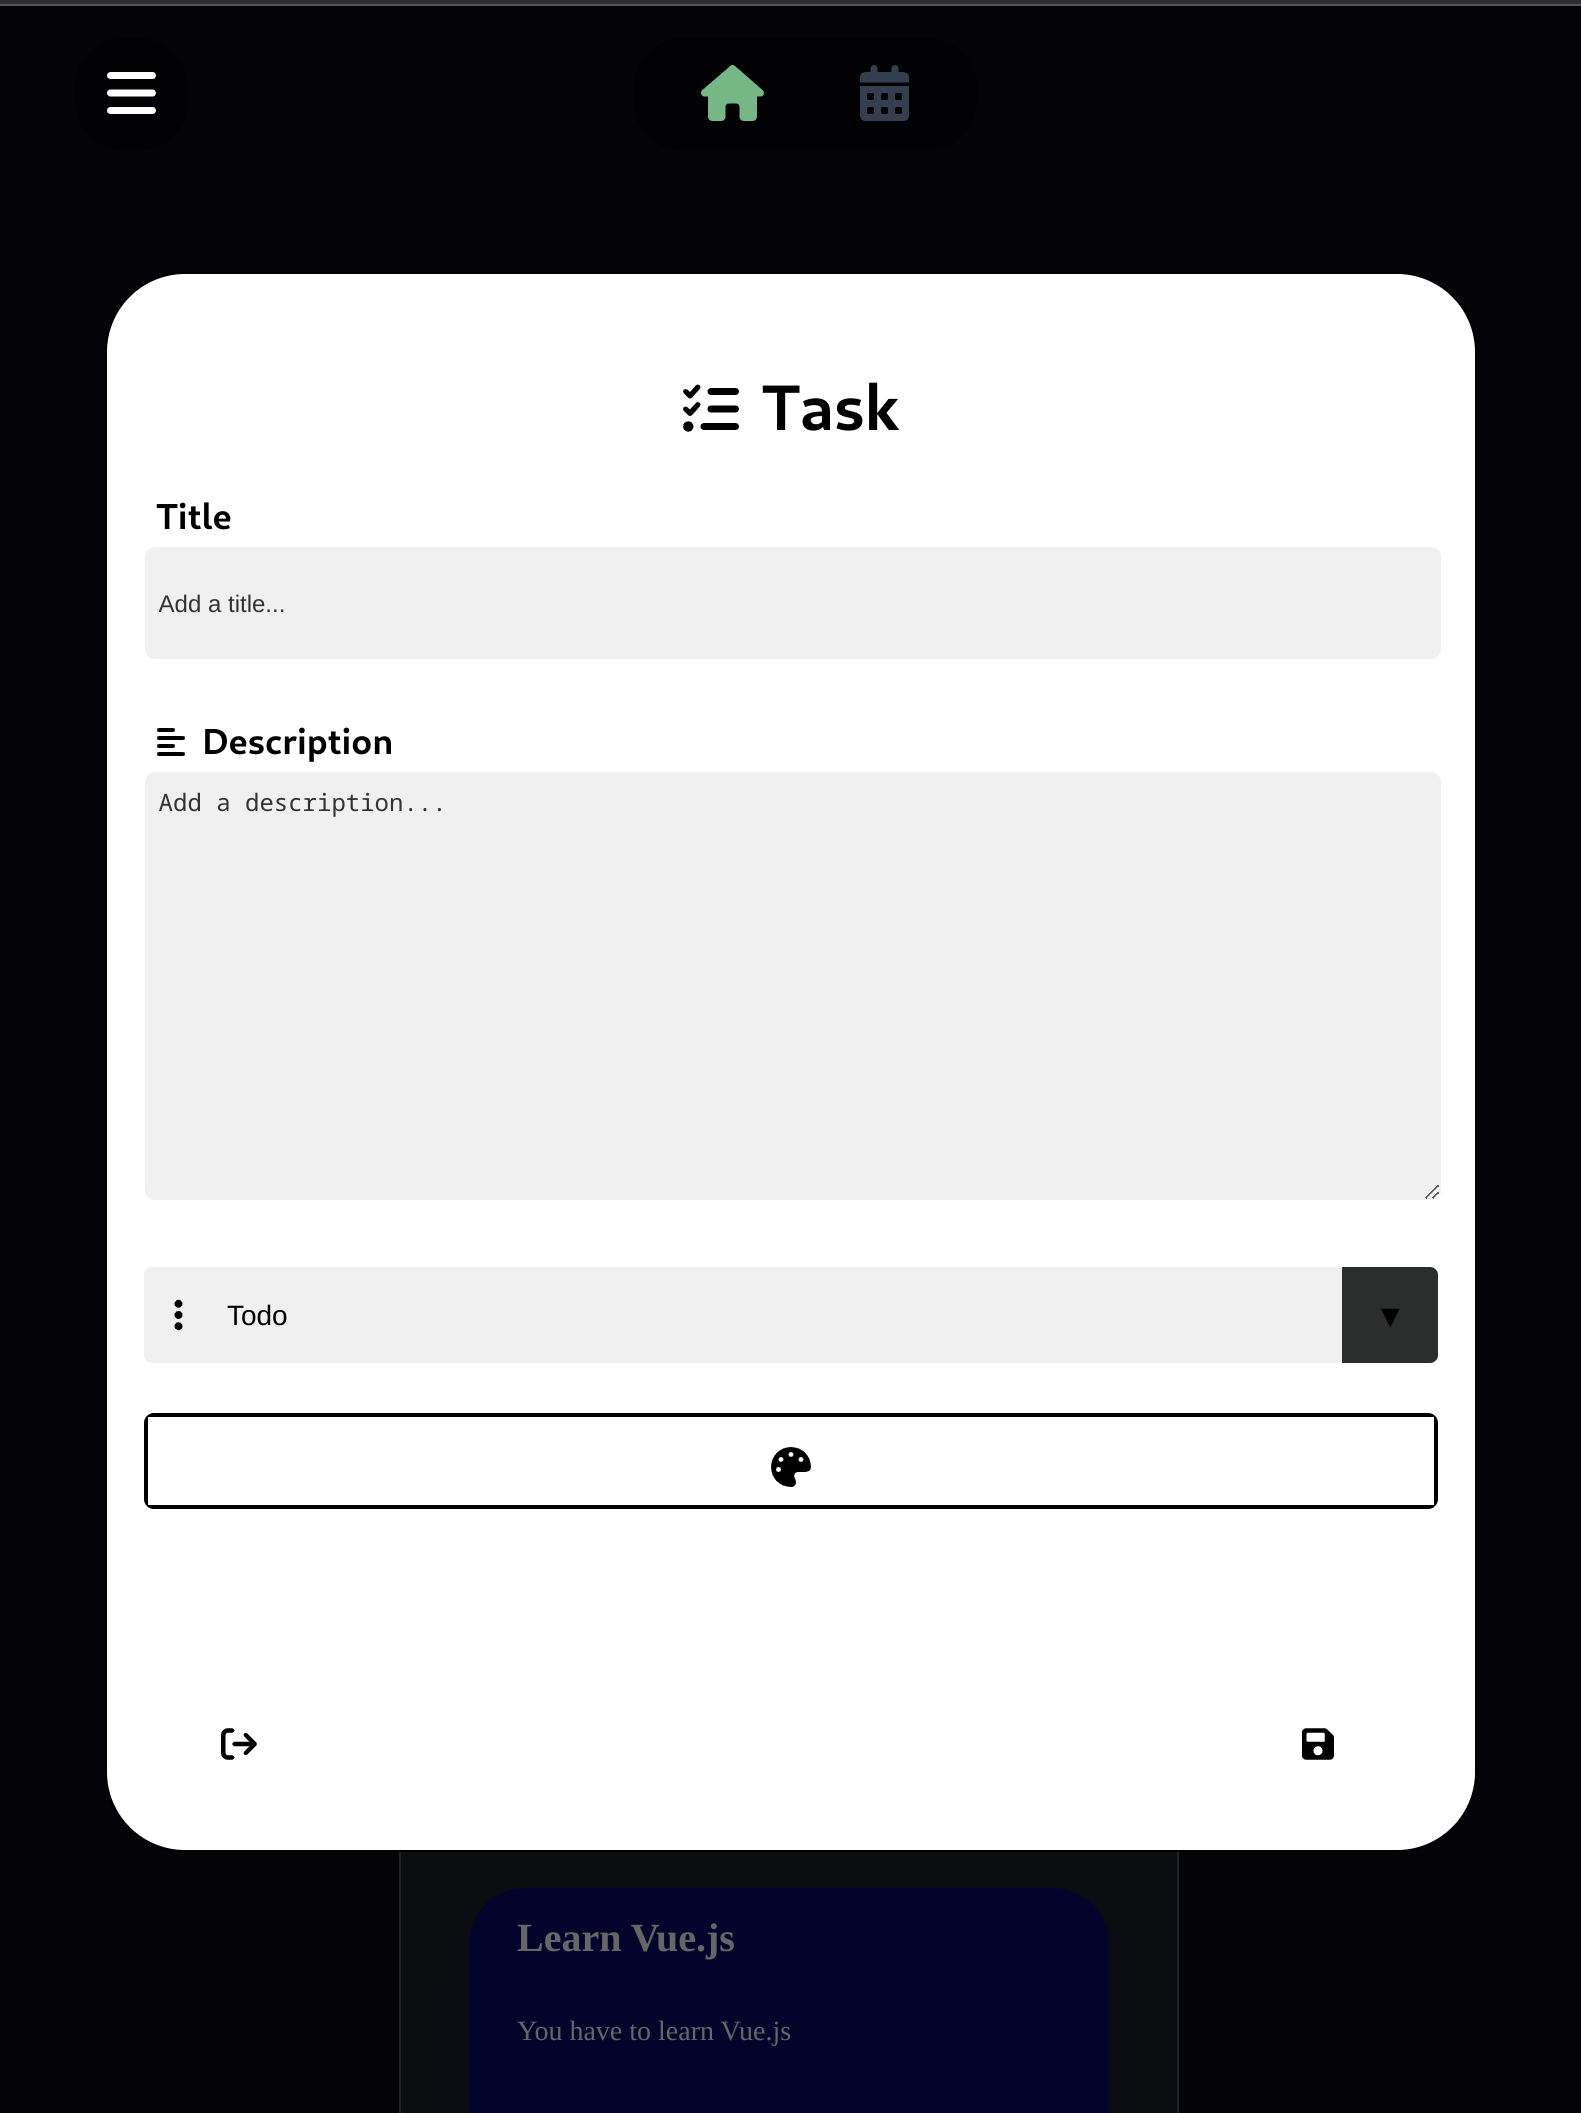 Task
Title
Add a title...
Description
Add a description...
Todo
Learn Vue.js
You have to learn Vue.js